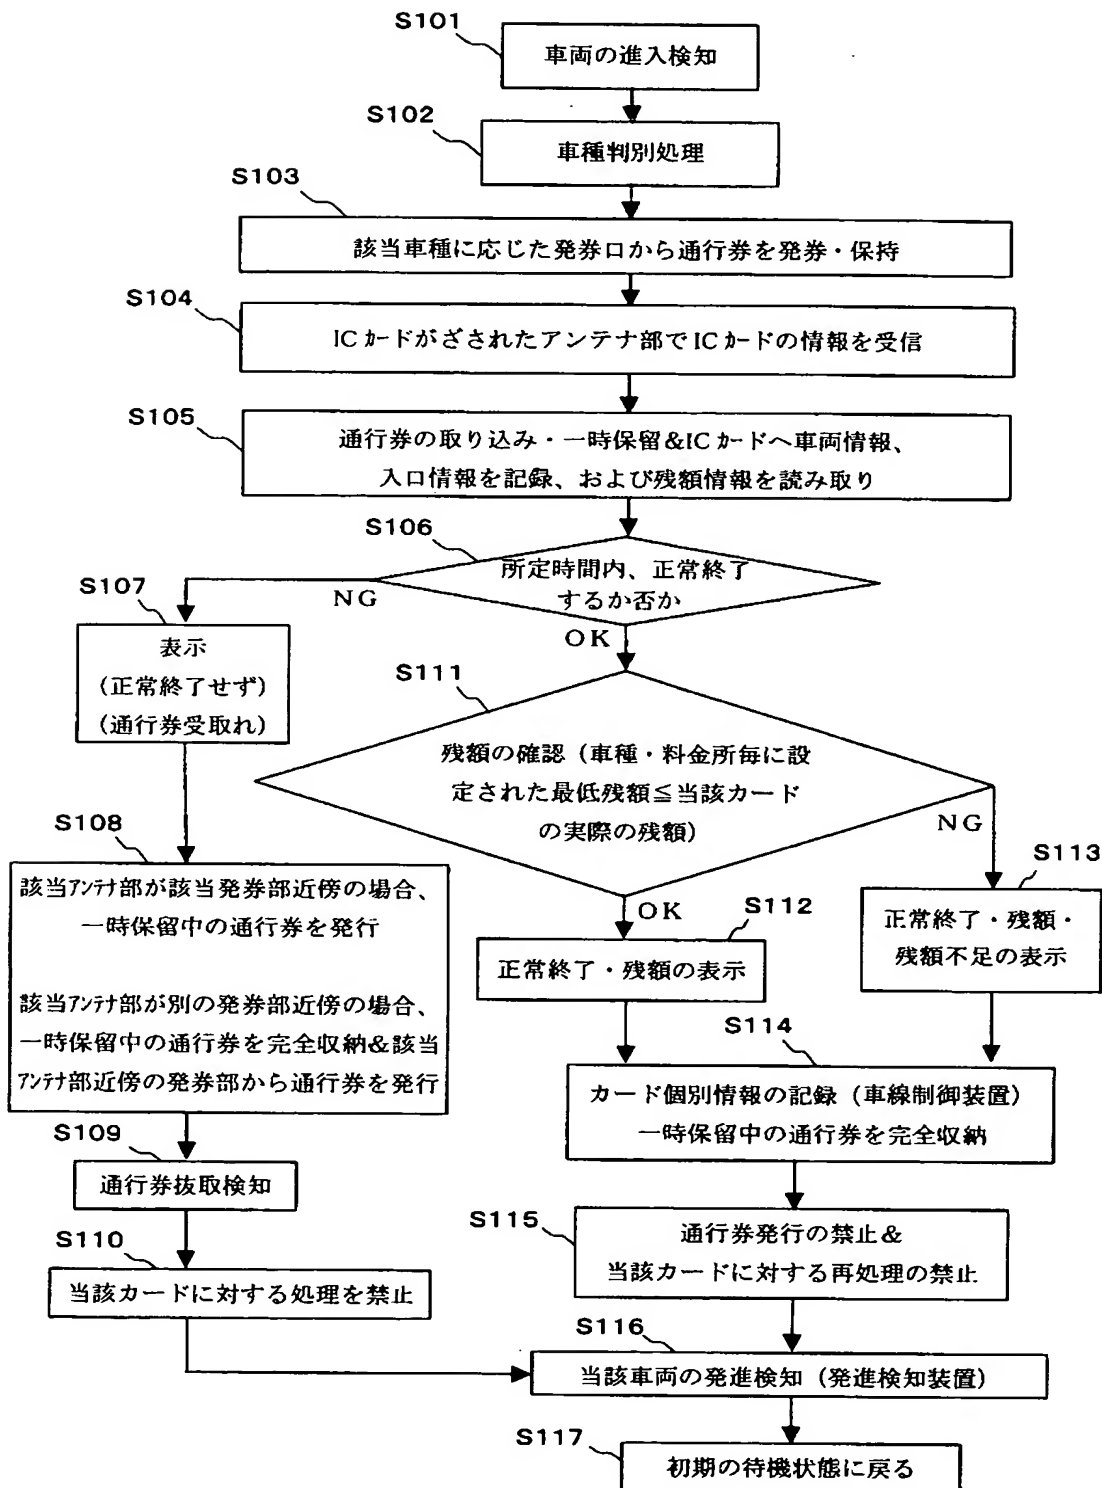 S101
車両の進入検知
S102
車種判別処理
S103
該当車種に応じた発券口から通行券を発券・保持
S104
ICカードがざされたアンテナ部でICカードの情報を受信
S105
通行券の取り込み・一時保留&ICカードへ車両情報、
入口情報を記録、および残額情報を読み取り
S106
所定時間内、正常終了
するか否か
NG
OK
S107
表示
(正常終了せず)
(通行券受取れ)
S111
残額の確認(車種・料金所毎に設
定された最低残額≦当該カード
の実際の残額)
NG
OK
S108
該当アンテナ部が該当発券部近傍の場合、
一時保留中の通行券を発行
該当アンテナ部が別の発券部近傍の場合、
一時保留中の通行券を完全収納&該当
アンテナ部近傍の発券部から通行券を発行
S112
正常終了・残額の表示
S113
正常終了・残額・
残額不足の表示
S114
カード個別情報の記録(車線制御装置)
一時保留中の通行券を完全収納
S109
通行券抜取検知
S110
当該カードに対する処理を禁止
S115
通行券発行の禁止&
当該カードに対する再処理の禁止
S116
当該車両の発進検知(発進検知装置)
S117
初期の待機状態に戻る